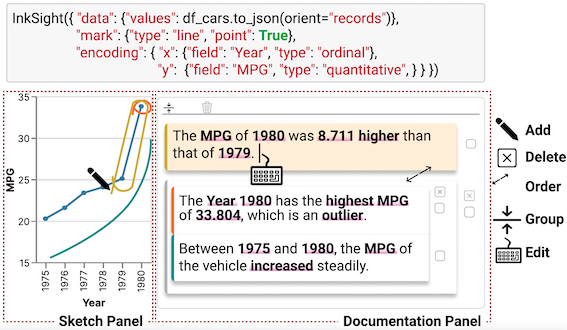 InkSight({ "data": {"values": df_cars.to_json(orient="records")},
"mark": {"type": "line", "point": True},
"encoding": { "x": {"field": "Year", "type": "ordinal"},
"y": {"field": "MPG", "type": "quantitative", } } })
35
30
25
20
15
MPG
1975
1976
1977
1978
1979
1980
Year
Sketch Panel
The MPG of 1980 was 8.711 higher than
that of 1979.
The Year 1980 has the highest MPG
of 33.804, which is an outlier.
Between 1975 and 1980, the MPG of
the vehicle increased steadily.
Documentation Panel
Add
Delete
Order
Group
Edit